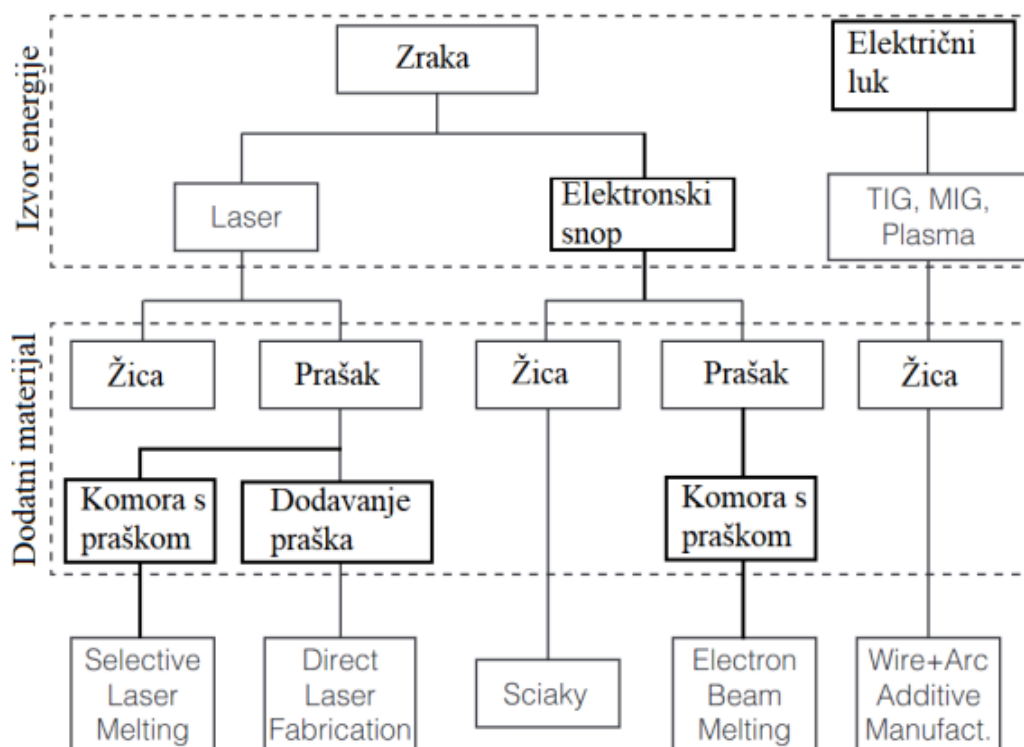 Izvor energije
Zraka
Električni
luk
Laser
Elektronski
snop
TIG, MIG,
Plasma
Dodatni materijal
Žica
Prašak
Žica
Prašak
Žica
Komora s
praškom
Dodavanje
praška
Komora s
praškom
Selective
Laser
Melting
Direct
Laser
Fabrication
Sciaky
Electron
Beam
Melting
Wire+Arc
Additive
Manufact.